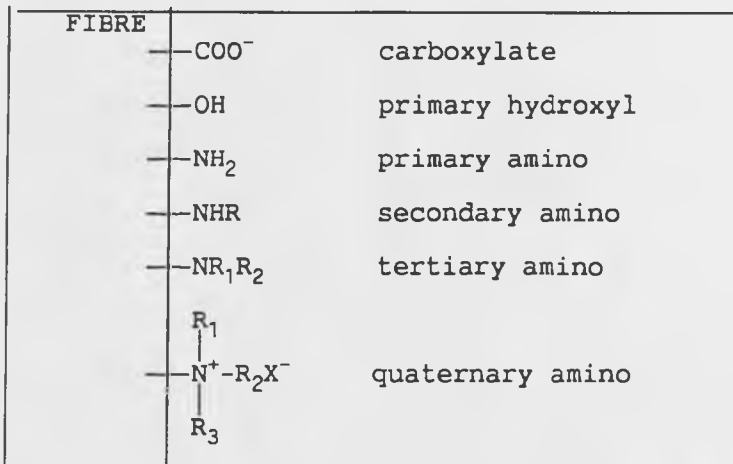 FIBRE
-COO⁻ carboxylate
-OH primary hydroxyl
-NH₂ primary amino
-NHR secondary amino
-NR₁R₂ tertiary amino
R₁
-N⁺-R₂X⁻ quaternary amino
R₃